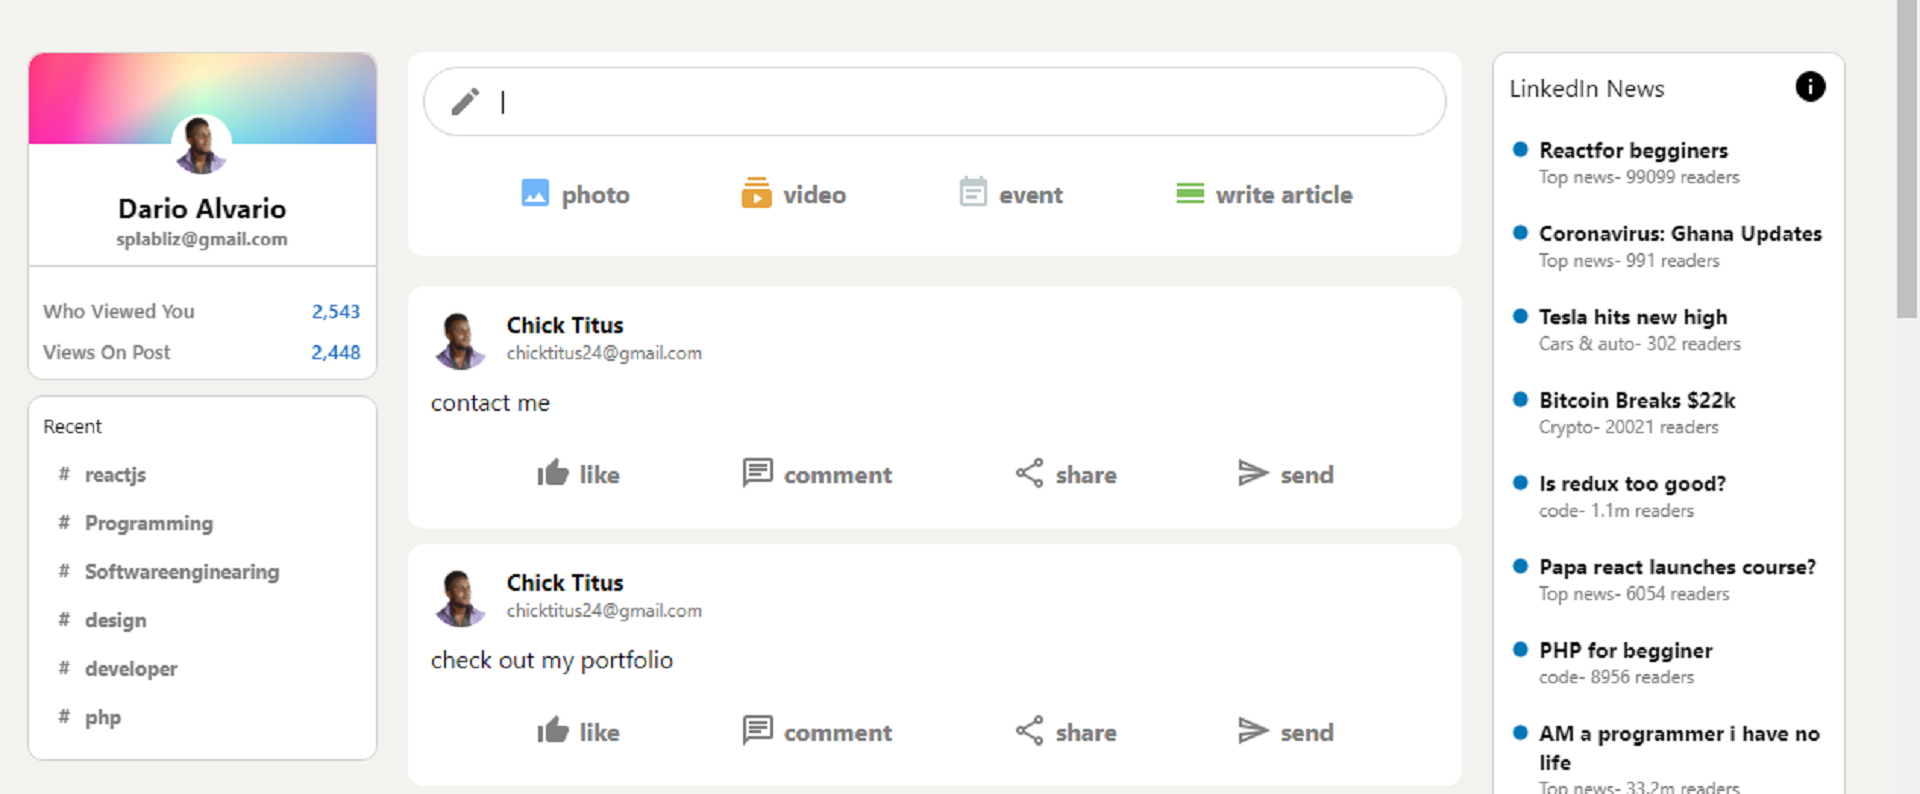 Dario Alvario
splabliz@gmail.com
Who Viewed You 2,543
Views On Post 2,448
Recent
# reactjs
# Programming
# Softwareenginearing
# design
# developer
# php
photo video event write article
Chick Titus
chicktitus24@gmail.com
contact me
like comment share send
Chick Titus
chicktitus24@gmail.com
check out my portfolio
like comment share send
LinkedIn News
Reactfor begginers
Top news- 99099 readers
Coronavirus: Ghana Updates
Top news- 991 readers
Tesla hits new high
Cars & auto- 302 readers
Bitcoin Breaks $22k
Crypto- 20021 readers
Is redux too good?
code- 1.1m readers
Papa react launches course?
Top news- 6054 readers
PHP for begginer
code- 8956 readers
AM a programmer i have no
life
Top news- 33.2m readers